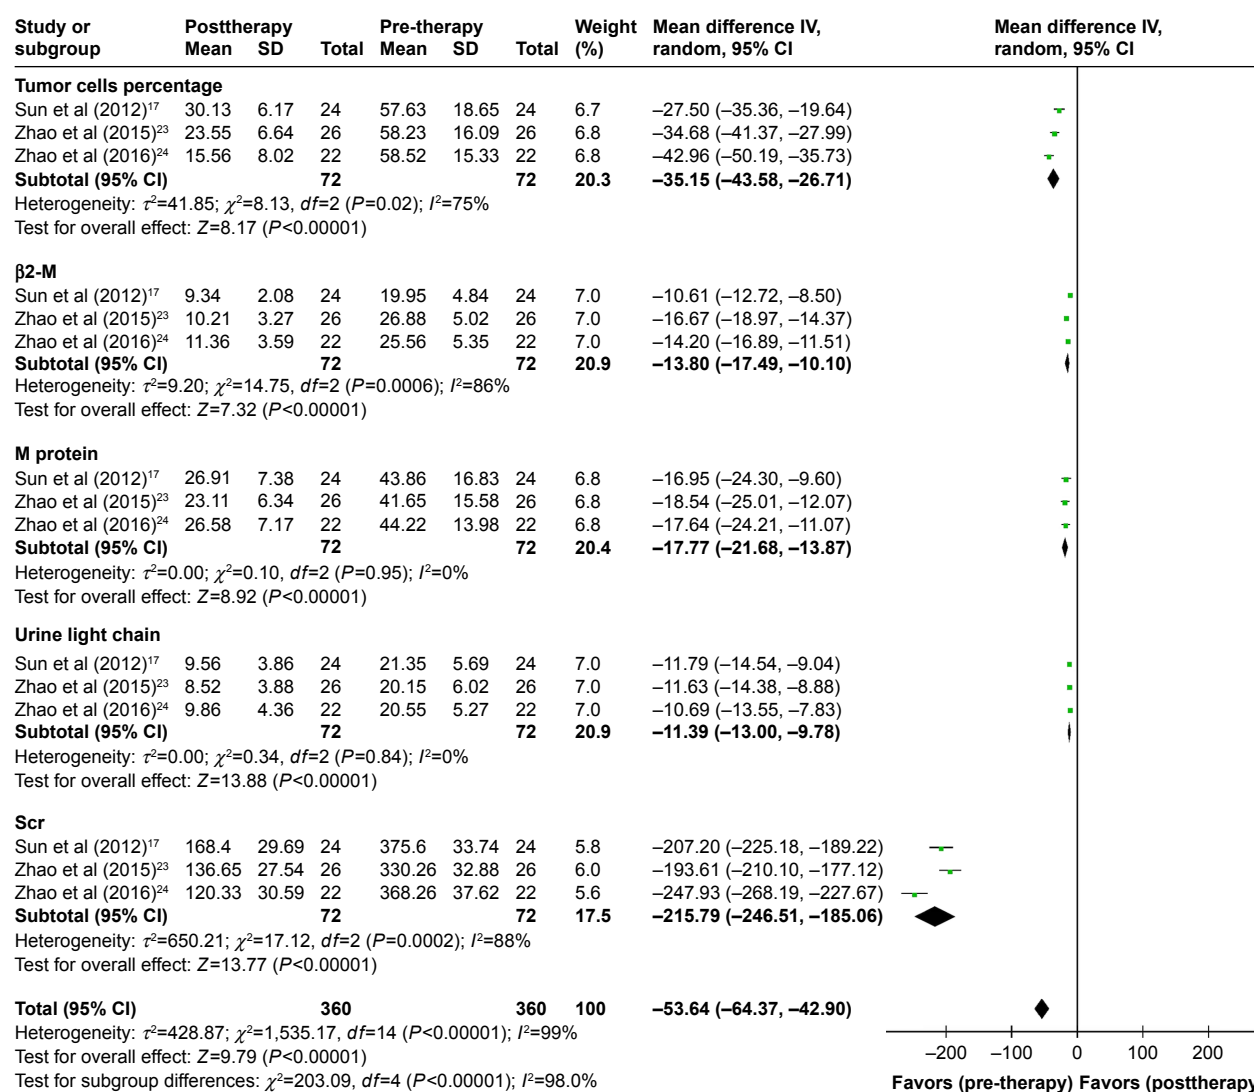 Study or subgroup Posttherapy Pre-therapy Weight (%) Mean difference IV, random, 95% CI Mean difference IV, random, 95% CI
Mean SD Total Mean SD Total
Tumor cells percentage
Sun et al (2012)17 30.13 6.17 24 57.63 18.65 24 6.7 –27.50 (–35.36, –19.64)
Zhao et al (2015)23 23.55 6.64 26 58.23 16.09 26 6.8 –34.68 (–41.37, –27.99)
Zhao et al (2016)24 15.56 8.02 22 58.52 15.33 22 6.8 –42.96 (–50.19, –35.73)
Subtotal (95% CI) 72 72 20.3 –35.15 (–43.58, –26.71)
Heterogeneity: τ²=41.85; χ²=8.13, df=2 (P=0.02); I²=75%
Test for overall effect: Z=8.17 (P<0.00001)
β2-M
Sun et al (2012)17 9.34 2.08 24 19.95 4.84 24 7.0 –10.61 (–12.72, –8.50)
Zhao et al (2015)23 10.21 3.27 26 26.88 5.02 26 7.0 –16.67 (–18.97, –14.37)
Zhao et al (2016)24 11.36 3.59 22 25.56 5.35 22 7.0 –14.20 (–16.89, –11.51)
Subtotal (95% CI) 72 72 20.9 –13.80 (–17.49, –10.10)
Heterogeneity: τ²=9.20; χ²=14.75, df=2 (P=0.0006); I²=86%
Test for overall effect: Z=7.32 (P<0.00001)
M protein
Sun et al (2012)17 26.91 7.38 24 43.86 16.83 24 6.8 –16.95 (–24.30, –9.60)
Zhao et al (2015)23 23.11 6.34 26 41.65 15.58 26 6.8 –18.54 (–25.01, –12.07)
Zhao et al (2016)24 26.58 7.17 22 44.22 13.98 22 6.8 –17.64 (–24.21, –11.07)
Subtotal (95% CI) 72 72 20.4 –17.77 (–21.68, –13.87)
Heterogeneity: τ²=0.00; χ²=0.10, df=2 (P=0.95); I²=0%
Test for overall effect: Z=8.92 (P<0.00001)
Urine light chain
Sun et al (2012)17 9.56 3.86 24 21.35 5.69 24 7.0 –11.79 (–14.54, –9.04)
Zhao et al (2015)23 8.52 3.88 26 20.15 6.02 26 7.0 –11.63 (–14.38, –8.88)
Zhao et al (2016)24 9.86 4.36 22 20.55 5.27 22 7.0 –10.69 (–13.55, –7.83)
Subtotal (95% CI) 72 72 20.9 –11.39 (–13.00, –9.78)
Heterogeneity: τ²=0.00; χ²=0.34, df=2 (P=0.84); I²=0%
Test for overall effect: Z=13.88 (P<0.00001)
Scr
Sun et al (2012)17 168.4 29.69 24 375.6 33.74 24 5.8 –207.20 (–225.18, –189.22)
Zhao et al (2015)23 136.65 27.54 26 330.26 32.88 26 6.0 –193.61 (–210.10, –177.12)
Zhao et al (2016)24 120.33 30.59 22 368.26 37.62 22 5.6 –247.93 (–268.19, –227.67)
Subtotal (95% CI) 72 72 17.5 –215.79 (–246.51, –185.06)
Heterogeneity: τ²=650.21; χ²=17.12, df=2 (P=0.0002); I²=88%
Test for overall effect: Z=13.77 (P<0.00001)
Total (95% CI) 360 360 100 –53.64 (–64.37, –42.90)
Heterogeneity: τ²=428.87; χ²=1,535.17, df=14 (P<0.00001); I²=99%
Test for overall effect: Z=9.79 (P<0.00001)
Test for subgroup differences: χ²=203.09, df=4 (P<0.00001); I²=98.0%
–200 –100 0 100 200
Favors (pre-therapy) Favors (posttherapy)